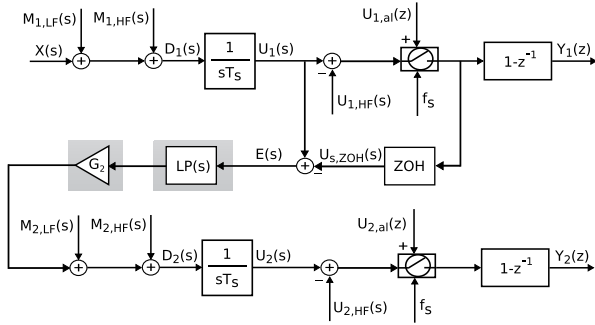 M1,LF(s) M1,HF(s) U1,al(z)
X(s) + + D1(s) 1/sTs U1(s) + − + 1-z-1 Y1(z)
U1,HF(s) fs
G2 LP(s) E(s) + − Us,ZOH(s) ZOH
M2,LF(s) M2,HF(s) U2,al(z)
+ + D2(s) 1/sTs U2(s) + − + 1-z-1 Y2(z)
U2,HF(s) fs